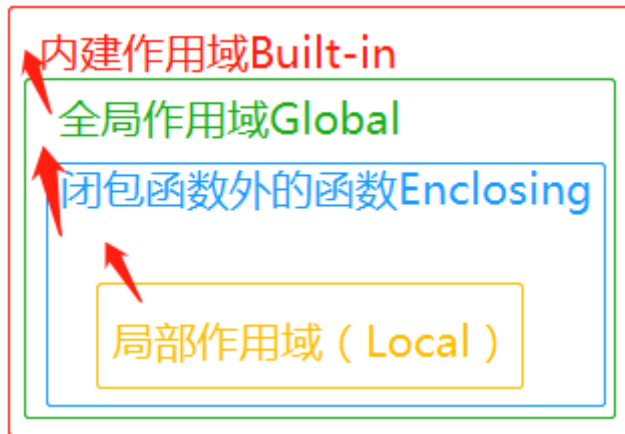 内建作用域Built-in
全局作用域Global
闭包函数外的函数Enclosing
局部作用域（Local）